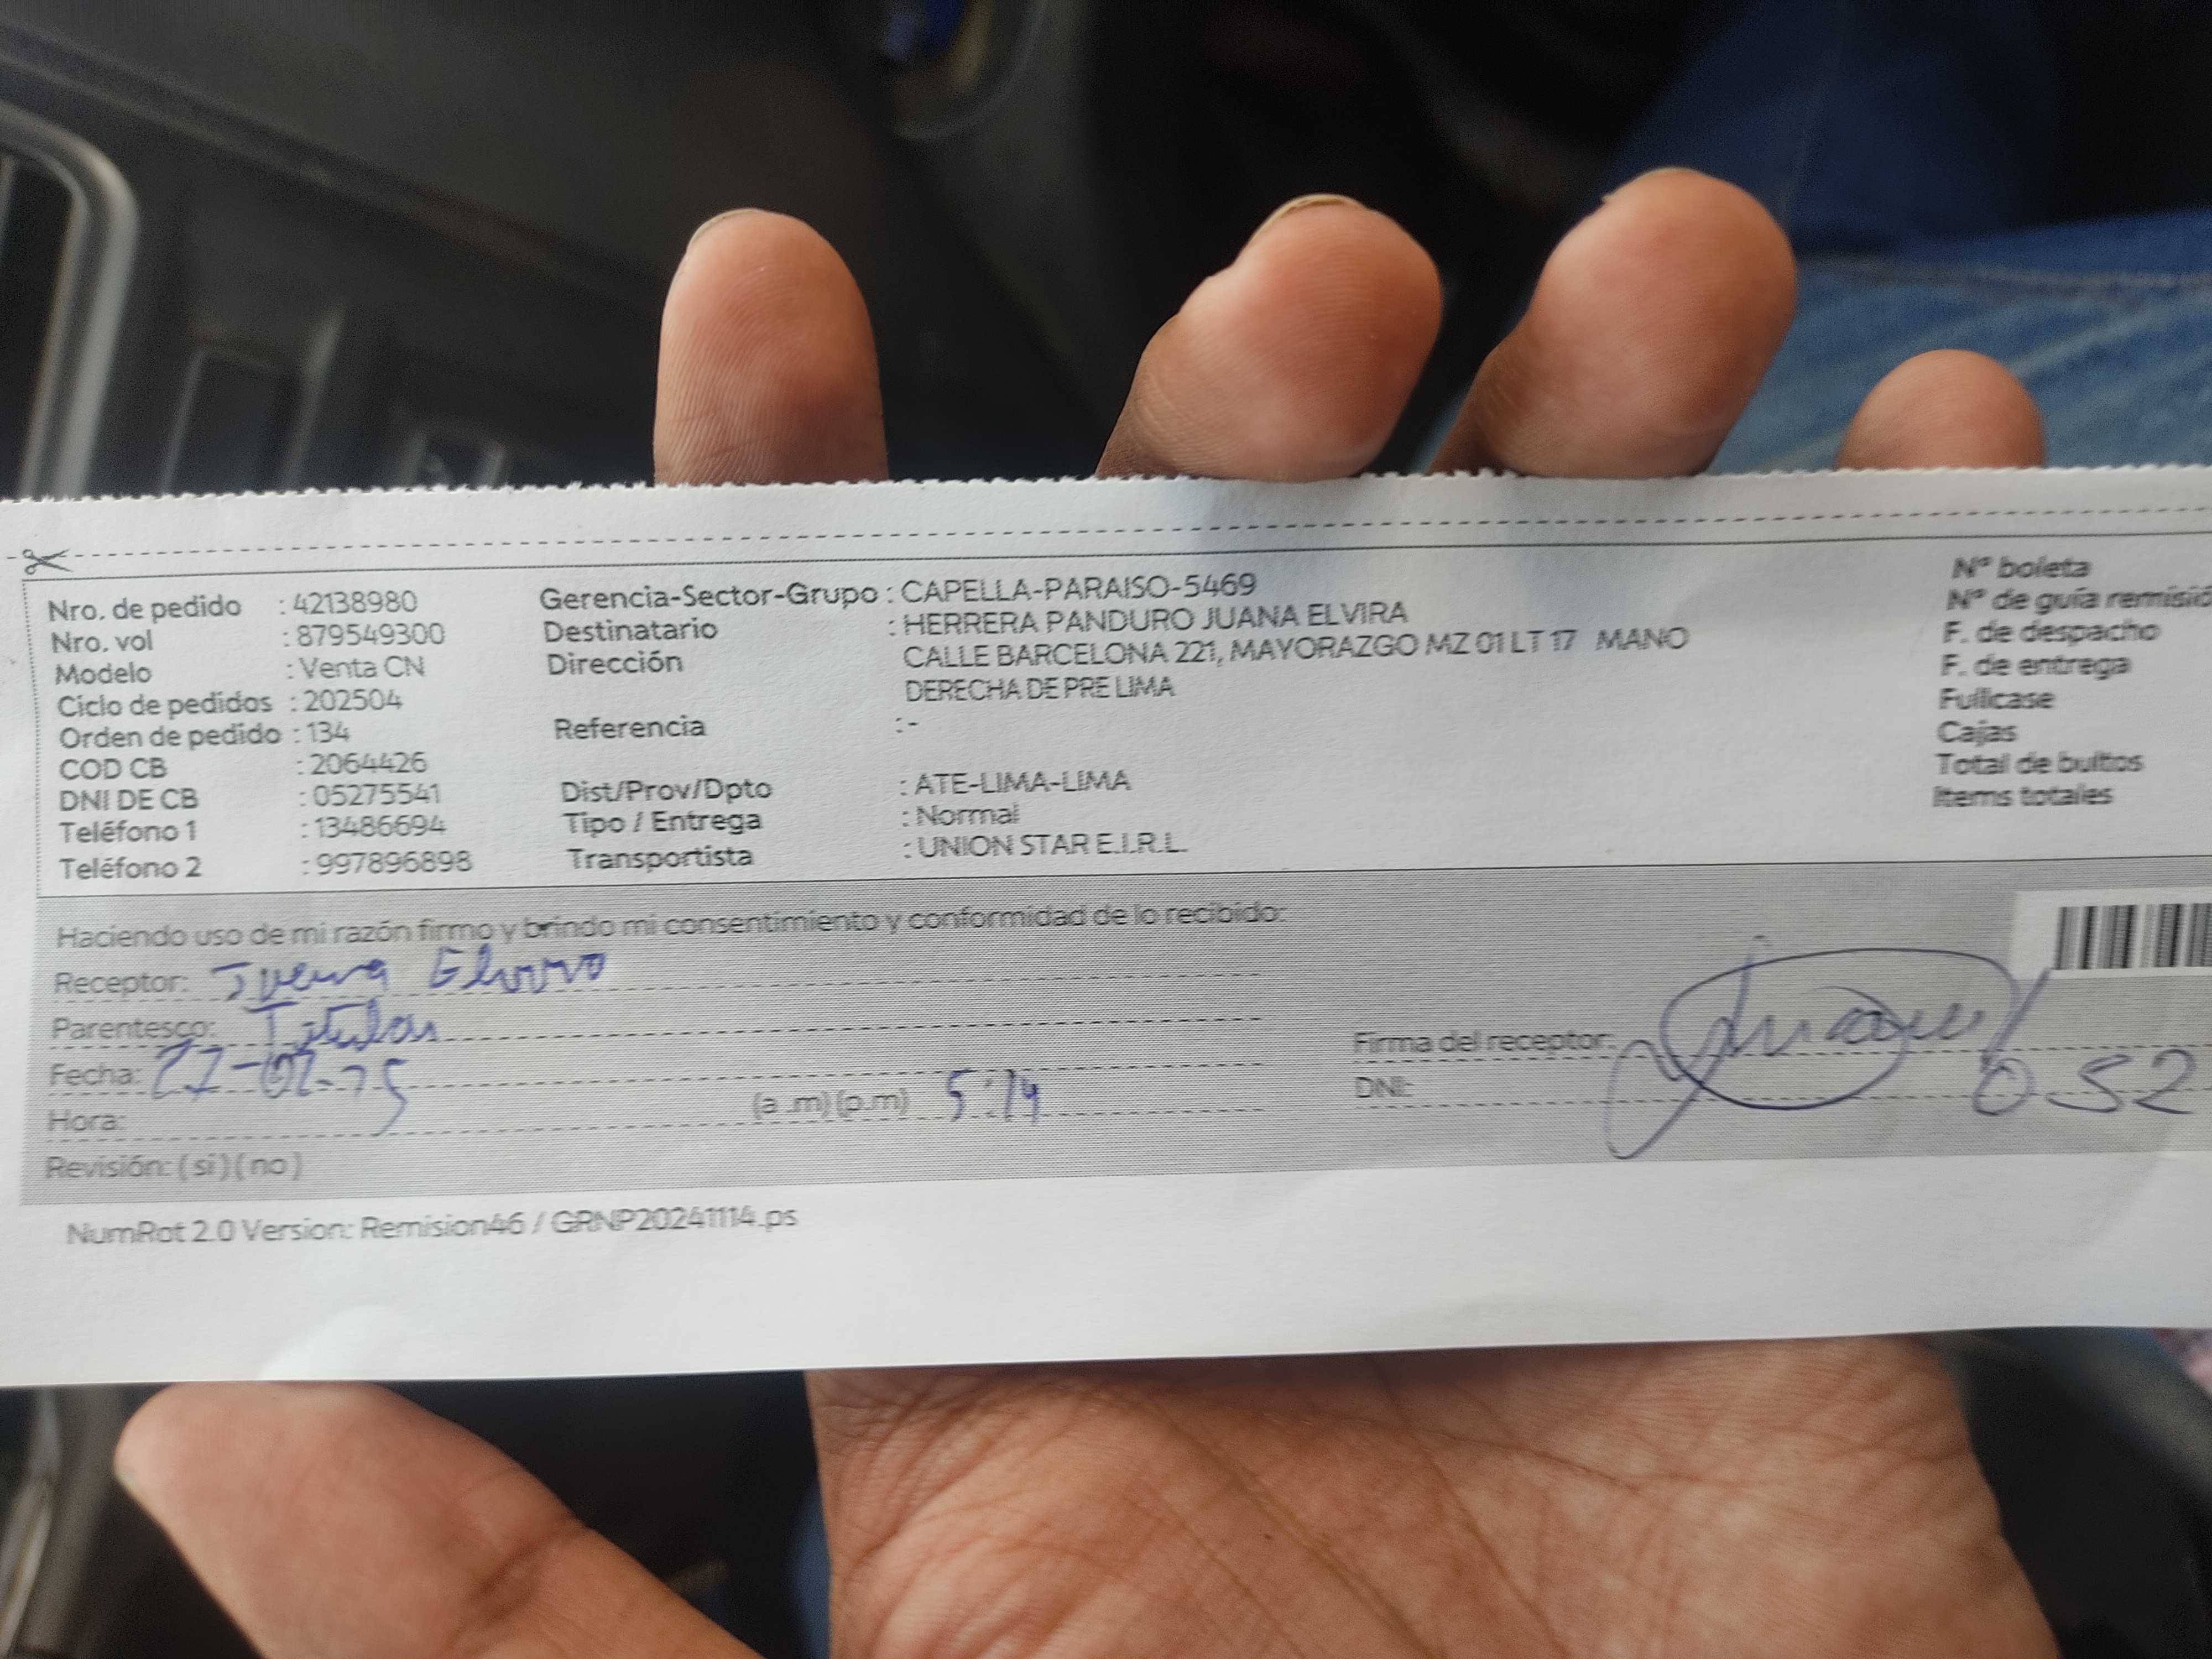 Nro. de pedido : 42138980
Nro. vol : 879549300
Modelo : Venta CN
Ciclo de pedidos : 202504
Orden de pedido : 134
COD CB : 2064426
DNI DE CB : 05275541
Teléfono 1 : 13486694
Teléfono 2 : 997896898
Gerencia-Sector-Grupo : CAPELLA-PARAISO-5469
Destinatario : HERRERA PANDURO JUANA ELVIRA
Dirección CALLE BARCELONA 221, MAYORAZGO MZ 01 LT 17 MANO
DERECHA DE PRE LIMA
Referencia : -
Dist/Prov/Dpto : ATE-LIMA-LIMA
Tipo / Entrega : Normal
Transportista : UNION STAR E.I.R.L.
N° boleta
N° de guía remisió
F. de despacho
F. de entrega
Fullcase
Cajas
Total de bultos
Items totales
Haciendo uso de mi razón firmo y brindo mi consentimiento y conformidad de lo recibido:
Receptor: Juana
Parentesco: Titular
Fecha:
Hora: (a .m) (p.m) 5:14
Revisión: ( si ) ( no )
Firma del receptor:
DNI: 052
NumRot 2.0 Version: Remision46 / GRNP20241114.ps